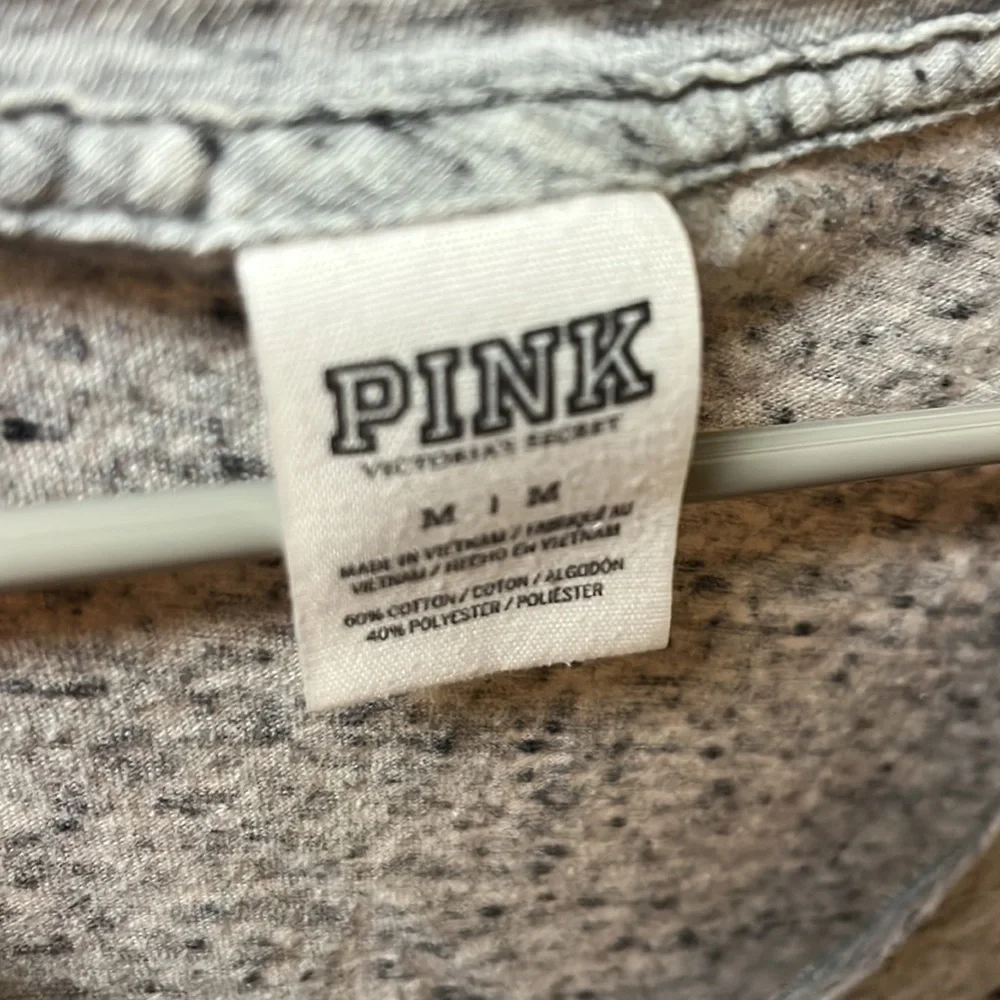 PINK
VICTORIA'S SECRET
M | M
MADE IN VIETNAM / FABRIQUÉ AU
VIETNAM / HECHO EN VIETNAM
60% COTTON / COTON / ALGODÓN
40% POLYESTER / POLIÉSTER